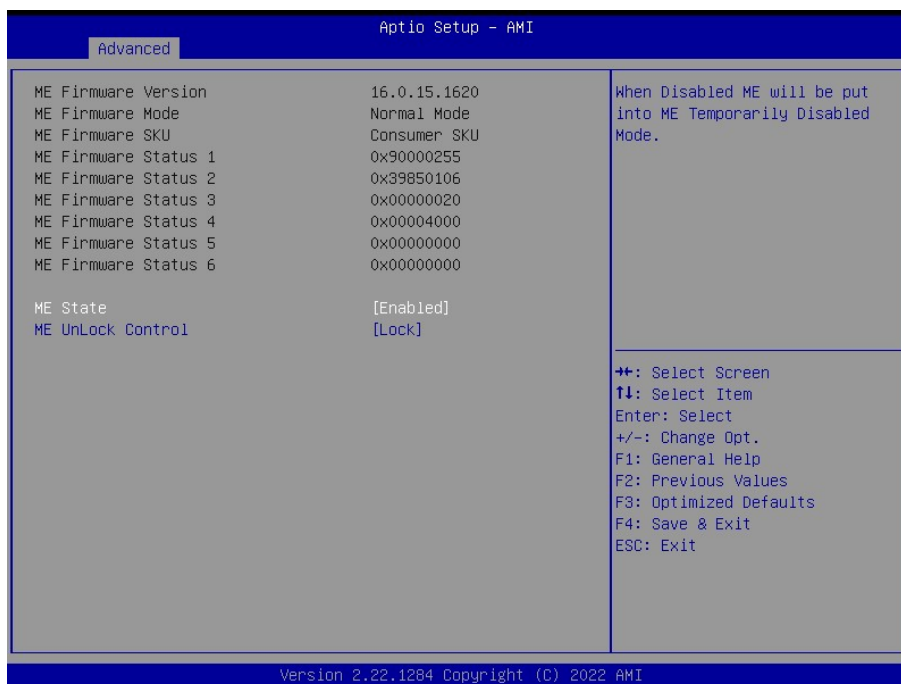 Aptio Setup – AMI
Advanced
ME Firmware Version 16.0.15.1620
ME Firmware Mode Normal Mode
ME Firmware SKU Consumer SKU
ME Firmware Status 1 0x90000255
ME Firmware Status 2 0x39850106
ME Firmware Status 3 0x00000020
ME Firmware Status 4 0x00004000
ME Firmware Status 5 0x00000000
ME Firmware Status 6 0x00000000
ME State [Enabled]
ME UnLock Control [Lock]
When Disabled ME will be put
into ME Temporarily Disabled
Mode.
→←: Select Screen
↑↓: Select Item
Enter: Select
+/-: Change Opt.
F1: General Help
F2: Previous Values
F3: Optimized Defaults
F4: Save & Exit
ESC: Exit
Version 2.22.1284 Copyright (C) 2022 AMI